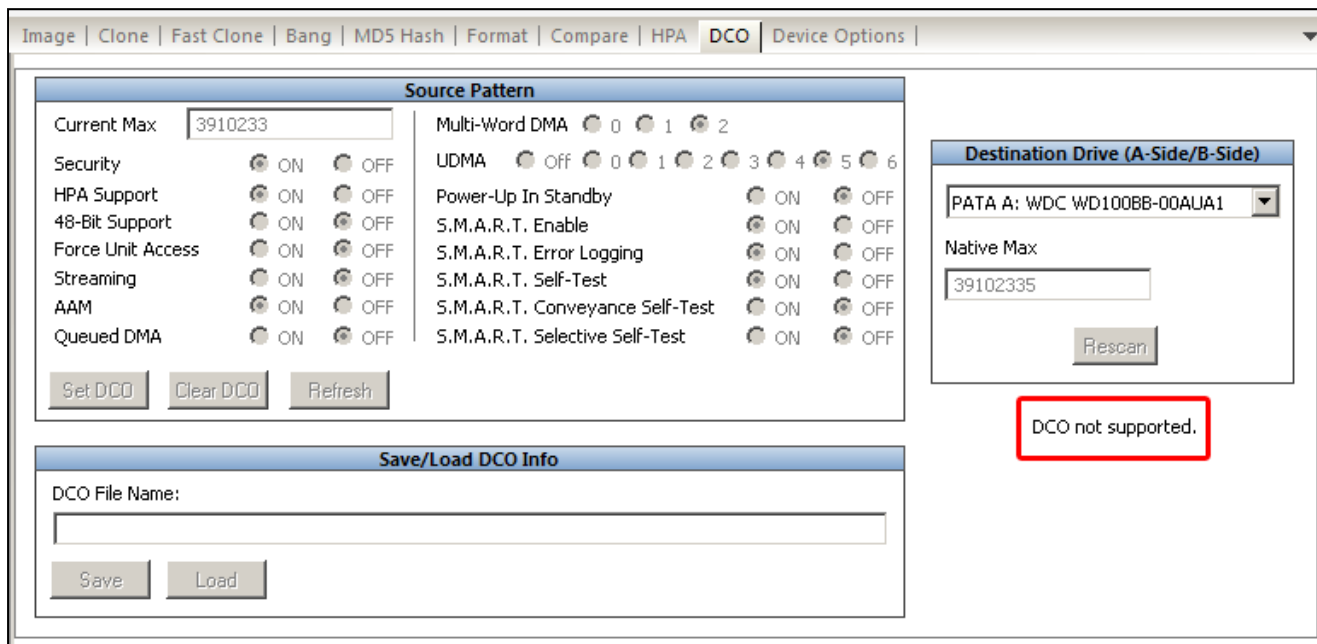 Image | Clone | Fast Clone | Bang | MD5 Hash | Format | Compare | HPA DCO Device Options |
Source Pattern
Current Max 3910233
Security ON OFF
HPA Support ON OFF
48-Bit Support ON OFF
Force Unit Access ON OFF
Streaming ON OFF
AAM ON OFF
Queued DMA ON OFF
Multi-Word DMA 0 1 2
UDMA Off 0 1 2 3 4 5 6
Power-Up In Standby ON OFF
S.M.A.R.T. Enable ON OFF
S.M.A.R.T. Error Logging ON OFF
S.M.A.R.T. Self-Test ON OFF
S.M.A.R.T. Conveyance Self-Test ON OFF
S.M.A.R.T. Selective Self-Test ON OFF
Set DCO Clear DCO Refresh
Destination Drive (A-Side/B-Side)
PATA A: WDC WD100BB-00AUA1
Native Max
39102335
Rescan
DCO not supported.
Save/Load DCO Info
DCO File Name:
Save Load